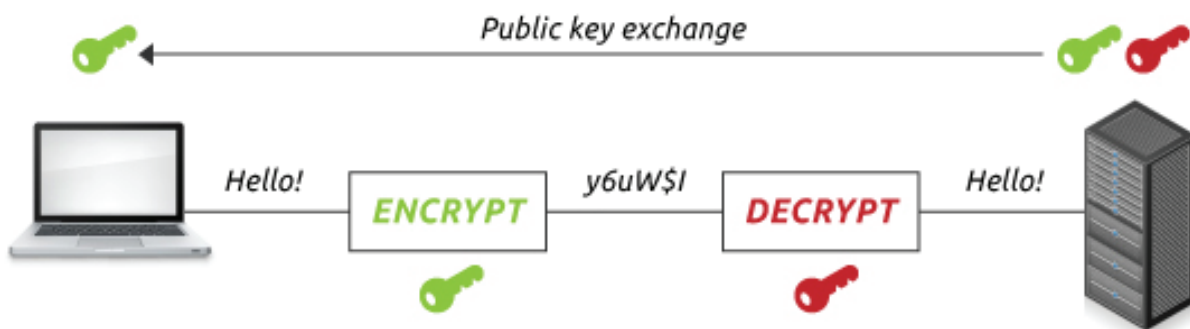 Public key exchange
Hello!
ENCRYPT
y6uW$I
DECRYPT
Hello!